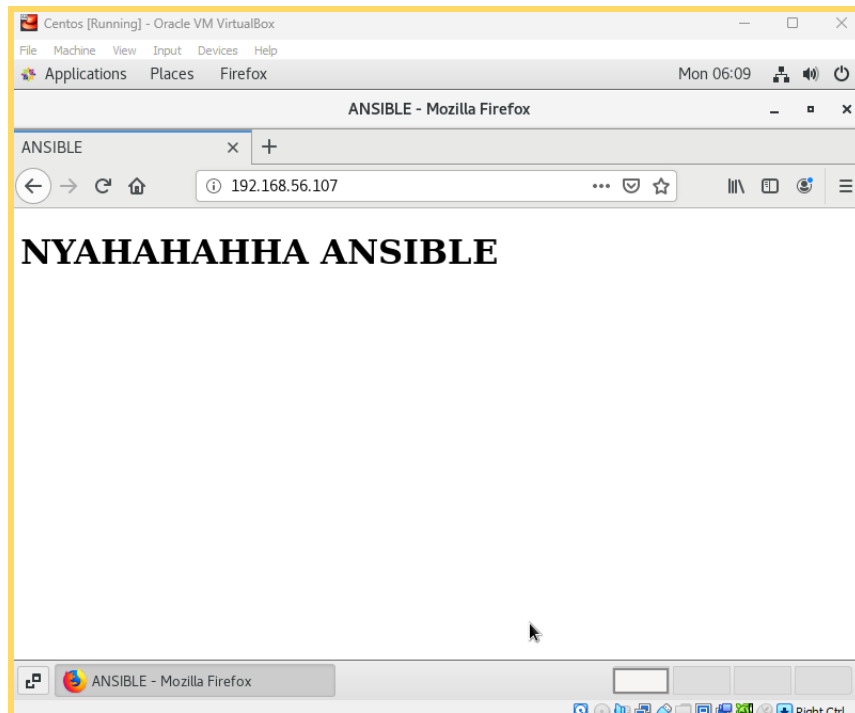 Centos [Running] - Oracle VM VirtualBox
File Machine View Input Devices Help
Applications Places Firefox Mon 06:09
ANSIBLE - Mozilla Firefox
ANSIBLE
192.168.56.107
NYAHAHAHHA ANSIBLE
ANSIBLE - Mozilla Firefox
Right Ctrl